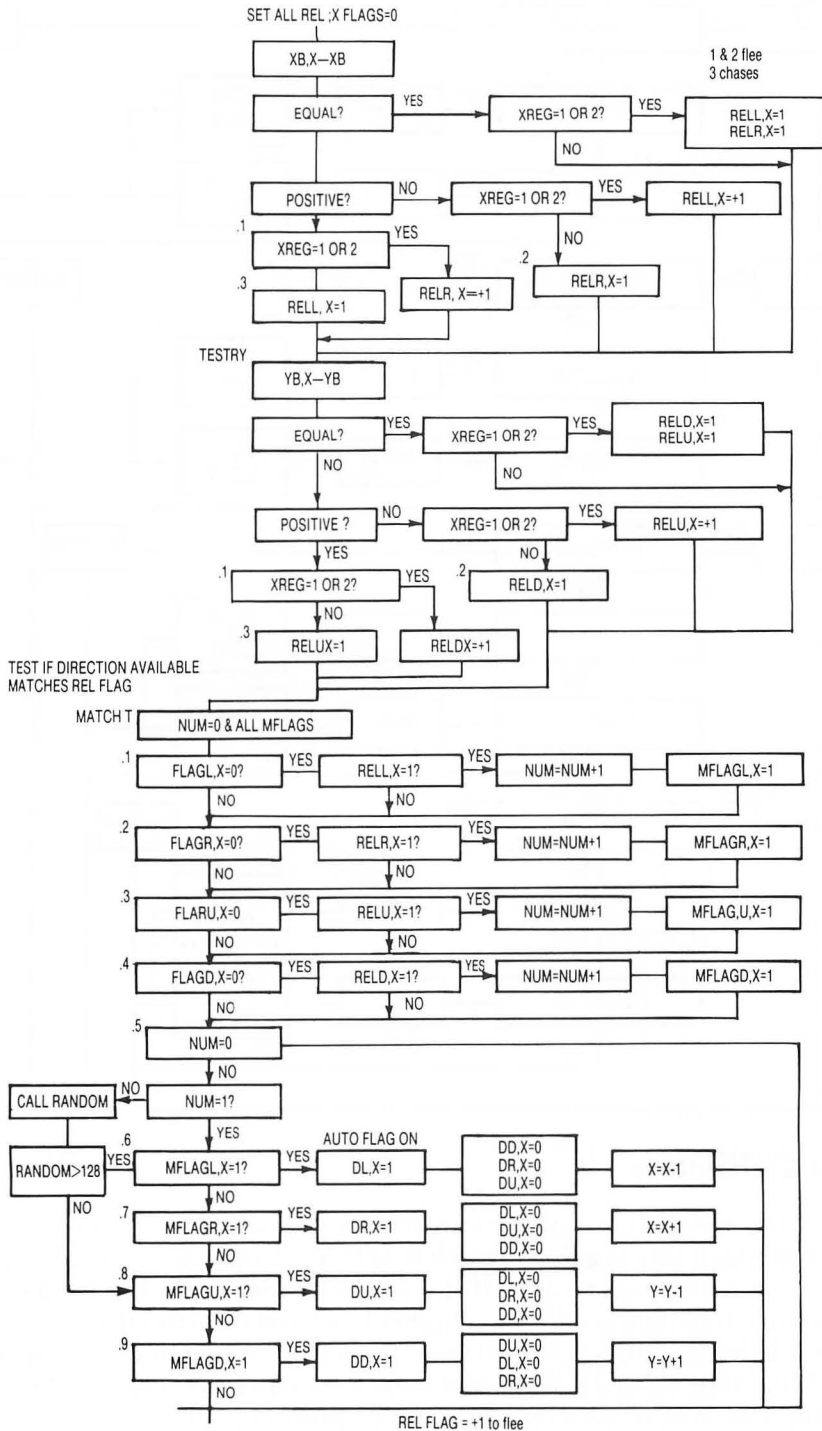 SET ALL REL ;X FLAGS=0
XB,X—XB
1 & 2 flee
3 chases
EQUAL?
YES
XREG=1 OR 2?
YES
RELL,X=1
RELR,X=1
NO
POSITIVE?
NO
XREG=1 OR 2?
YES
RELL,X=+1
.1
XREG=1 OR 2
YES
NO
.2
RELR,X=1
.3
RELL, X=1
RELR, X=+1
TESTRY
YB,X—YB
EQUAL?
YES
XREG=1 OR 2?
YES
RELD,X=1
RELU,X=1
NO
NO
POSITIVE ?
NO
XREG=1 OR 2?
YES
RELU,X=+1
YES
NO
.1
XREG=1 OR 2?
YES
.2
RELD,X=1
NO
.3
RELUX=1
RELDX=+1
TEST IF DIRECTION AVAILABLE
MATCHES REL FLAG
MATCH T
NUM=0 & ALL MFLAGS
.1
FLAGL,X=0?
YES
RELL,X=1?
YES
NUM=NUM+1
MFLAGL,X=1
NO
NO
.2
FLAGR,X=0?
YES
RELR,X=1?
YES
NUM=NUM+1
MFLAGR,X=1
NO
NO
.3
FLARU,X=0
YES
RELU,X=1?
YES
NUM=NUM+1
MFLAG,U,X=1
NO
NO
.4
FLAGD,X=0?
YES
RELD,X=1?
YES
NUM=NUM+1
MFLAGD,X=1
NO
NO
.5
NUM=0
NO
CALL RANDOM
NO
NUM=1?
YES
.6
AUTO FLAG ON
RANDOM>128
YES
MFLAGL,X=1?
YES
DL,X=1
DD,X=0
DR,X=0
DU,X=0
X=X-1
NO
NO
.7
MFLAGR,X=1?
YES
DR,X=1
DL,X=0
DU,X=0
DD,X=0
X=X+1
NO
.8
MFLAGU,X=1?
YES
DU,X=1
DL,X=0
DR,X=0
DD,X=0
Y=Y-1
NO
.9
MFLAGD,X=1
YES
DD,X=1
DU,X=0
DL,X=0
DR,X=0
Y=Y+1
NO
REL FLAG = +1 to flee